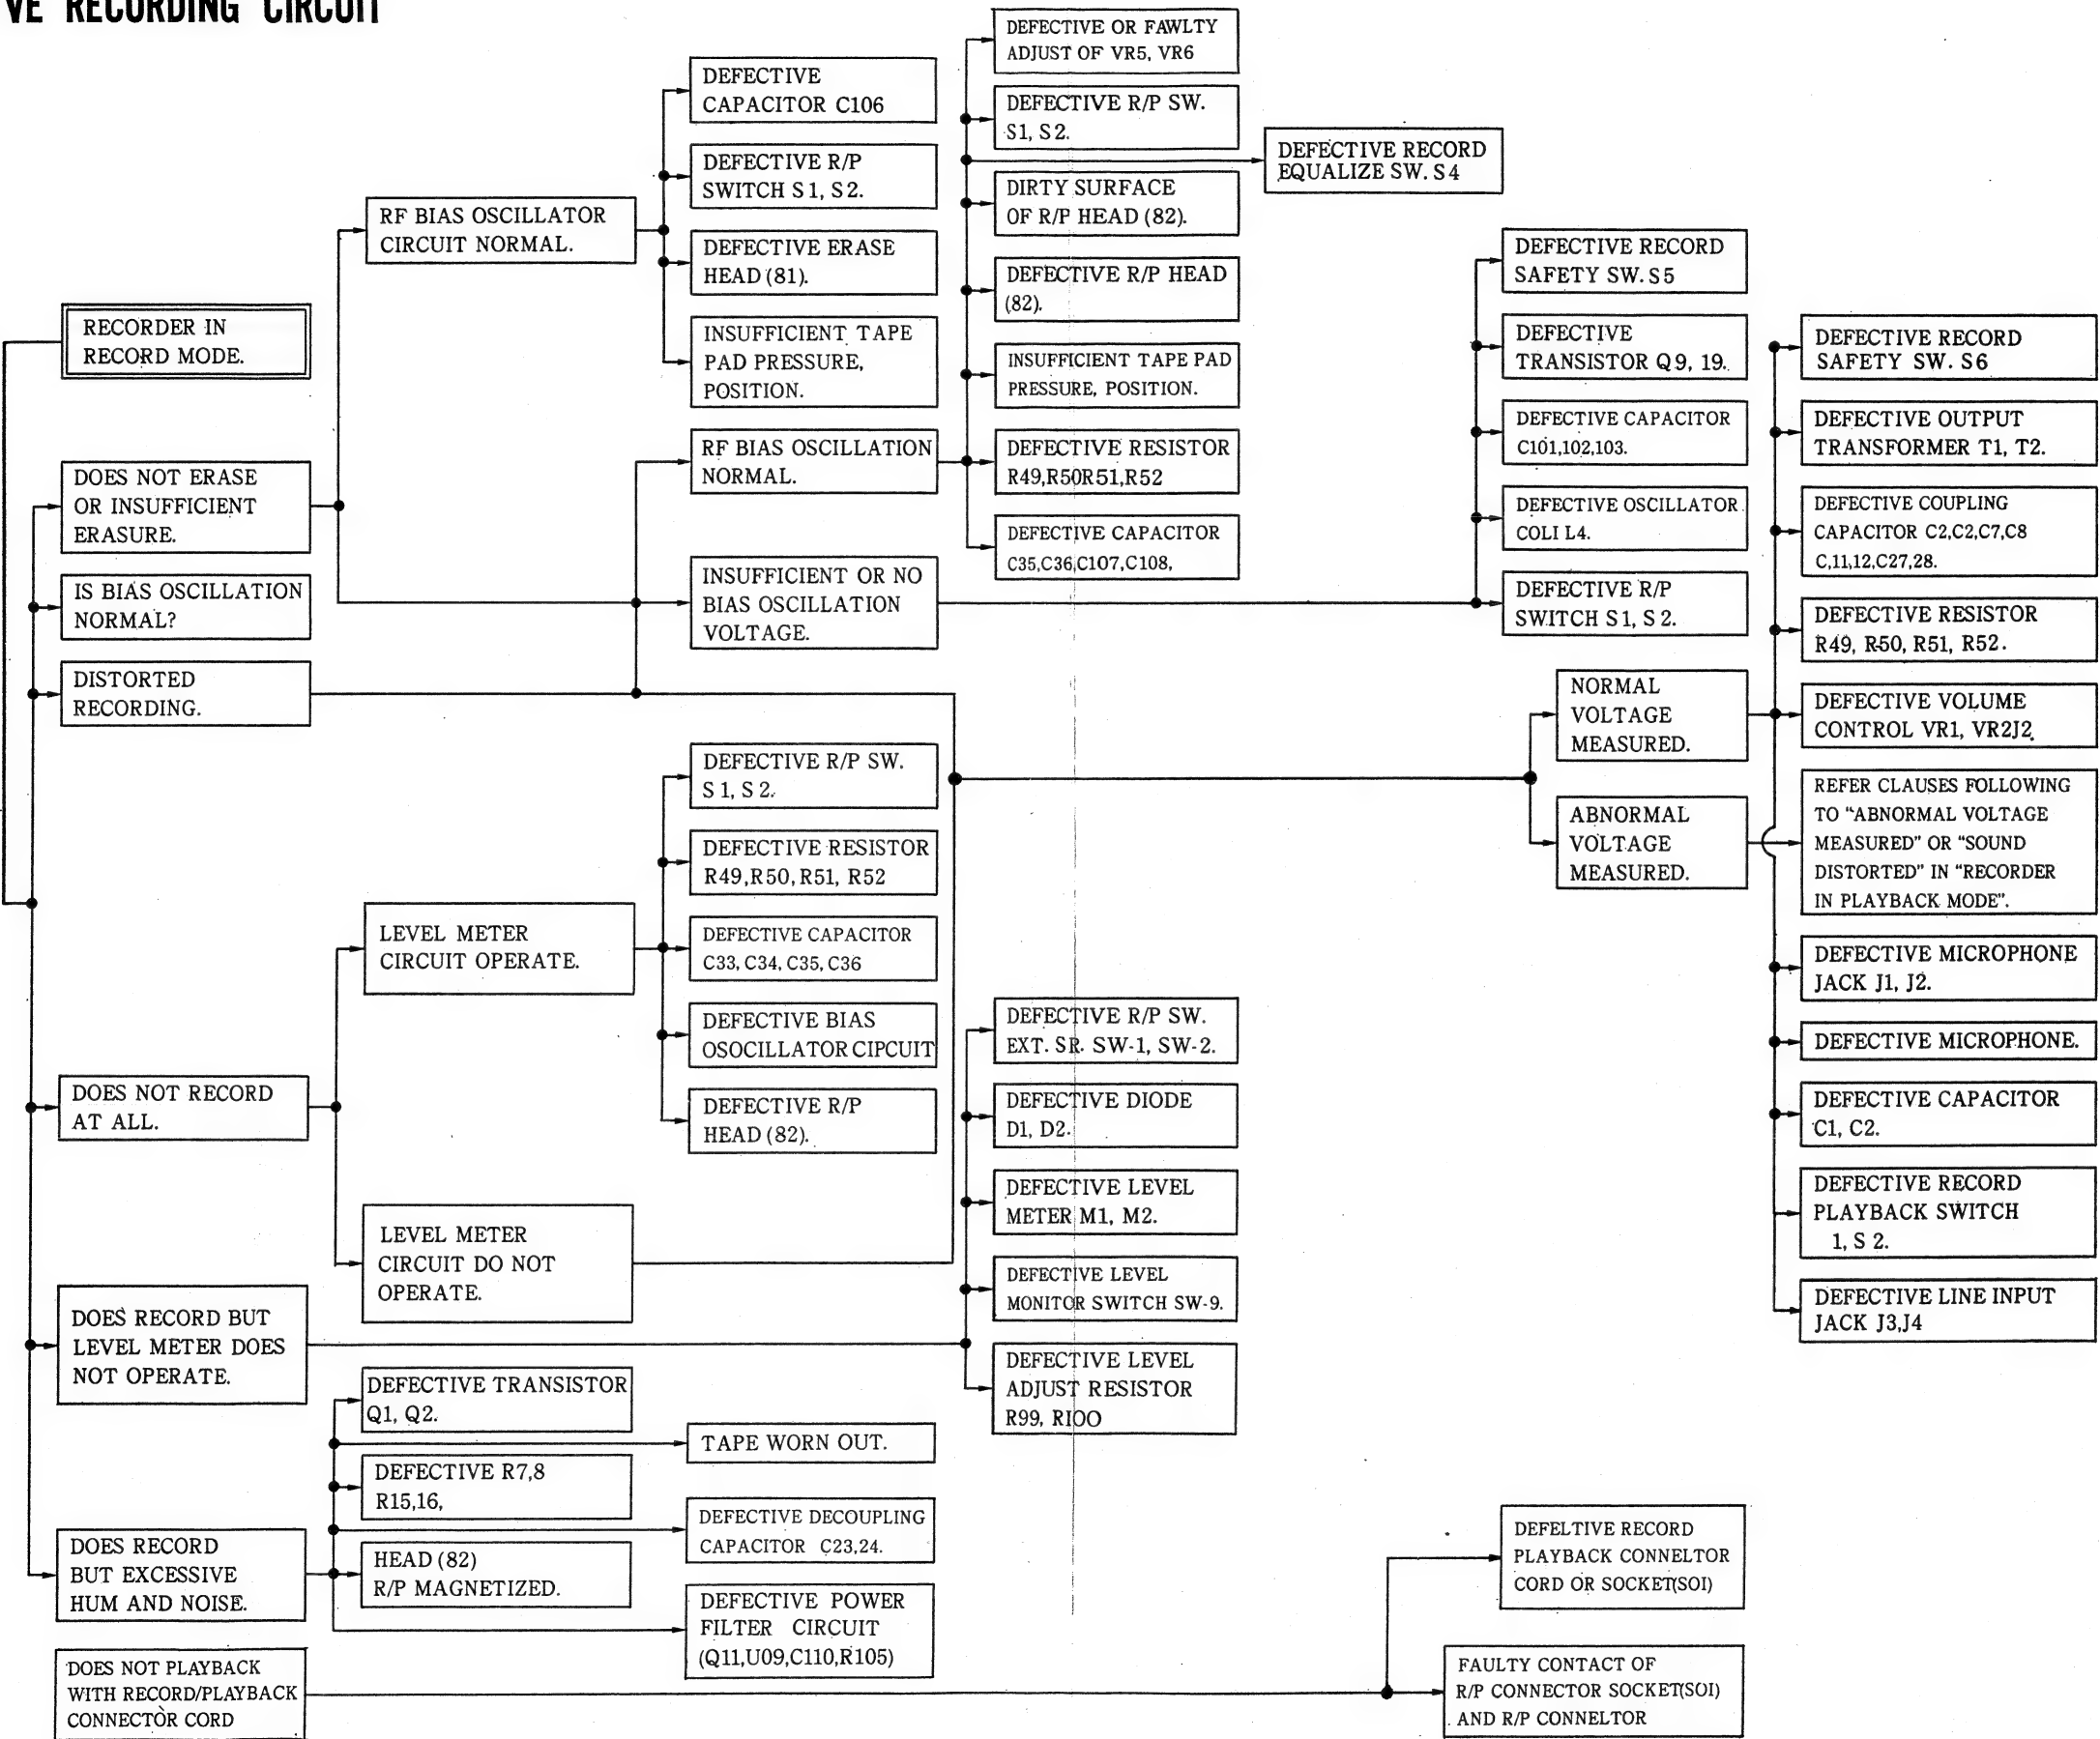 VE RECORDING CIRCUIT
RECORDER IN
RECORD MODE.
DOES NOT ERASE
OR INSUFFICIENT
ERASURE.
IS BIAS OSCILLATION
NORMAL?
DISTORTED
RECORDING.
DOES NOT RECORD
AT ALL.
DOES RECORD BUT
LEVEL METER DOES
NOT OPERATE.
DOES RECORD
BUT EXCESSIVE
HUM AND NOISE.
DOES NOT PLAYBACK
WITH RECORD/PLAYBACK
CONNECTOR CORD
RF BIAS OSCILLATOR
CIRCUIT NORMAL.
LEVEL METER
CIRCUIT OPERATE.
LEVEL METER
CIRCUIT DO NOT
OPERATE.
DEFECTIVE TRANSISTOR
Q1, Q2.
DEFECTIVE R7,8
R15,16,
HEAD (82)
R/P MAGNETIZED.
DEFECTIVE
CAPACITOR C106
DEFECTIVE R/P
SWITCH S1, S2.
DEFECTIVE ERASE
HEAD (81).
INSUFFICIENT TAPE
PAD PRESSURE,
POSITION.
RF BIAS OSCILLATION
NORMAL.
INSUFFICIENT OR NO
BIAS OSCILLATION
VOLTAGE.
DEFECTIVE R/P SW.
S1, S2.
DEFECTIVE RESISTOR
R49,R50,R51, R52
DEFECTIVE CAPACITOR
C33, C34, C35, C36
DEFECTIVE BIAS
OSOCILLATOR CIPCUIT
DEFECTIVE R/P
HEAD (82).
TAPE WORN OUT.
DEFECTIVE DECOUPLING
CAPACITOR C23,24.
DEFECTIVE POWER
FILTER CIRCUIT
(Q11,U09,C110,R105)
DEFECTIVE OR FAWLTY
ADJUST OF VR5, VR6
DEFECTIVE R/P SW.
S1, S2.
DIRTY SURFACE
OF R/P HEAD (82).
DEFECTIVE R/P HEAD
(82).
INSUFFICIENT TAPE PAD
PRESSURE, POSITION.
DEFECTIVE RESISTOR
R49,R50R51,R52
DEFECTIVE CAPACITOR
C35,C36,C107,C108,
DEFECTIVE R/P SW.
EXT. SR. SW-1, SW-2.
DEFECTIVE DIODE
D1, D2.
DEFECTIVE LEVEL
METER M1, M2.
DEFECTIVE LEVEL
MONITOR SWITCH SW-9.
DEFECTIVE LEVEL
ADJUST RESISTOR
R99, R1OO
DEFECTIVE RECORD
EQUALIZE SW. S4
DEFECTIVE RECORD
SAFETY SW. S5
DEFECTIVE
TRANSISTOR Q9, 19.
DEFECTIVE CAPACITOR
C101,102,103.
DEFECTIVE OSCILLATOR
COLI L4.
DEFECTIVE R/P
SWITCH S1, S2.
NORMAL
VOLTAGE
MEASURED.
ABNORMAL
VOLTAGE
MEASURED.
DEFELTIVE RECORD
PLAYBACK CONNELTOR
CORD OR SOCKET(SOI)
FAULTY CONTACT OF
R/P CONNECTOR SOCKET(SOI)
AND R/P CONNELTOR
DEFECTIVE RECORD
SAFETY SW. S6
DEFECTIVE OUTPUT
TRANSFORMER T1, T2.
DEFECTIVE COUPLING
CAPACITOR C2,C2,C7,C8
C,11,12,C27,28.
DEFECTIVE RESISTOR
R49, R50, R51, R52.
DEFECTIVE VOLUME
CONTROL VR1, VR2J2.
REFER CLAUSES FOLLOWING
TO "ABNORMAL VOLTAGE
MEASURED" OR "SOUND
DISTORTED" IN "RECORDER
IN PLAYBACK MODE".
DEFECTIVE MICROPHONE
JACK J1, J2.
DEFECTIVE MICROPHONE.
DEFECTIVE CAPACITOR
C1, C2.
DEFECTIVE RECORD
PLAYBACK SWITCH
1, S 2.
DEFECTIVE LINE INPUT
JACK J3,J4